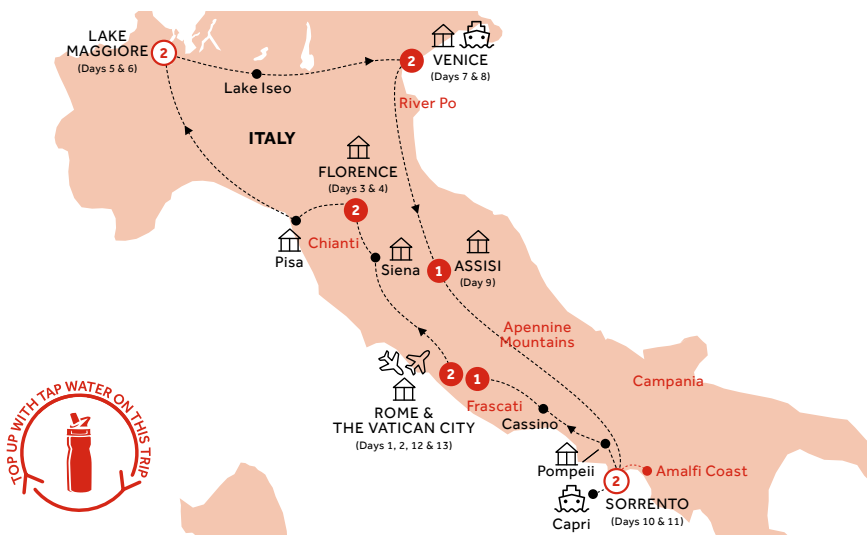 LAKE
MAGGIORE
(Days 5 & 6)
2
Lake Iseo
2
VENICE
(Days 7 & 8)
River Po
ITALY
FLORENCE
(Days 3 & 4)
2
Pisa
Chianti
Siena
1
ASSISI
(Day 9)
Apennine
Mountains
Campania
2
1
ROME &
THE VATICAN CITY
(Days 1, 2, 12 & 13)
Frascati
Cassino
Pompeii
2
Amalfi Coast
Capri
SORRENTO
(Days 10 & 11)
TOP UP WITH TAP WATER ON THIS TRIP